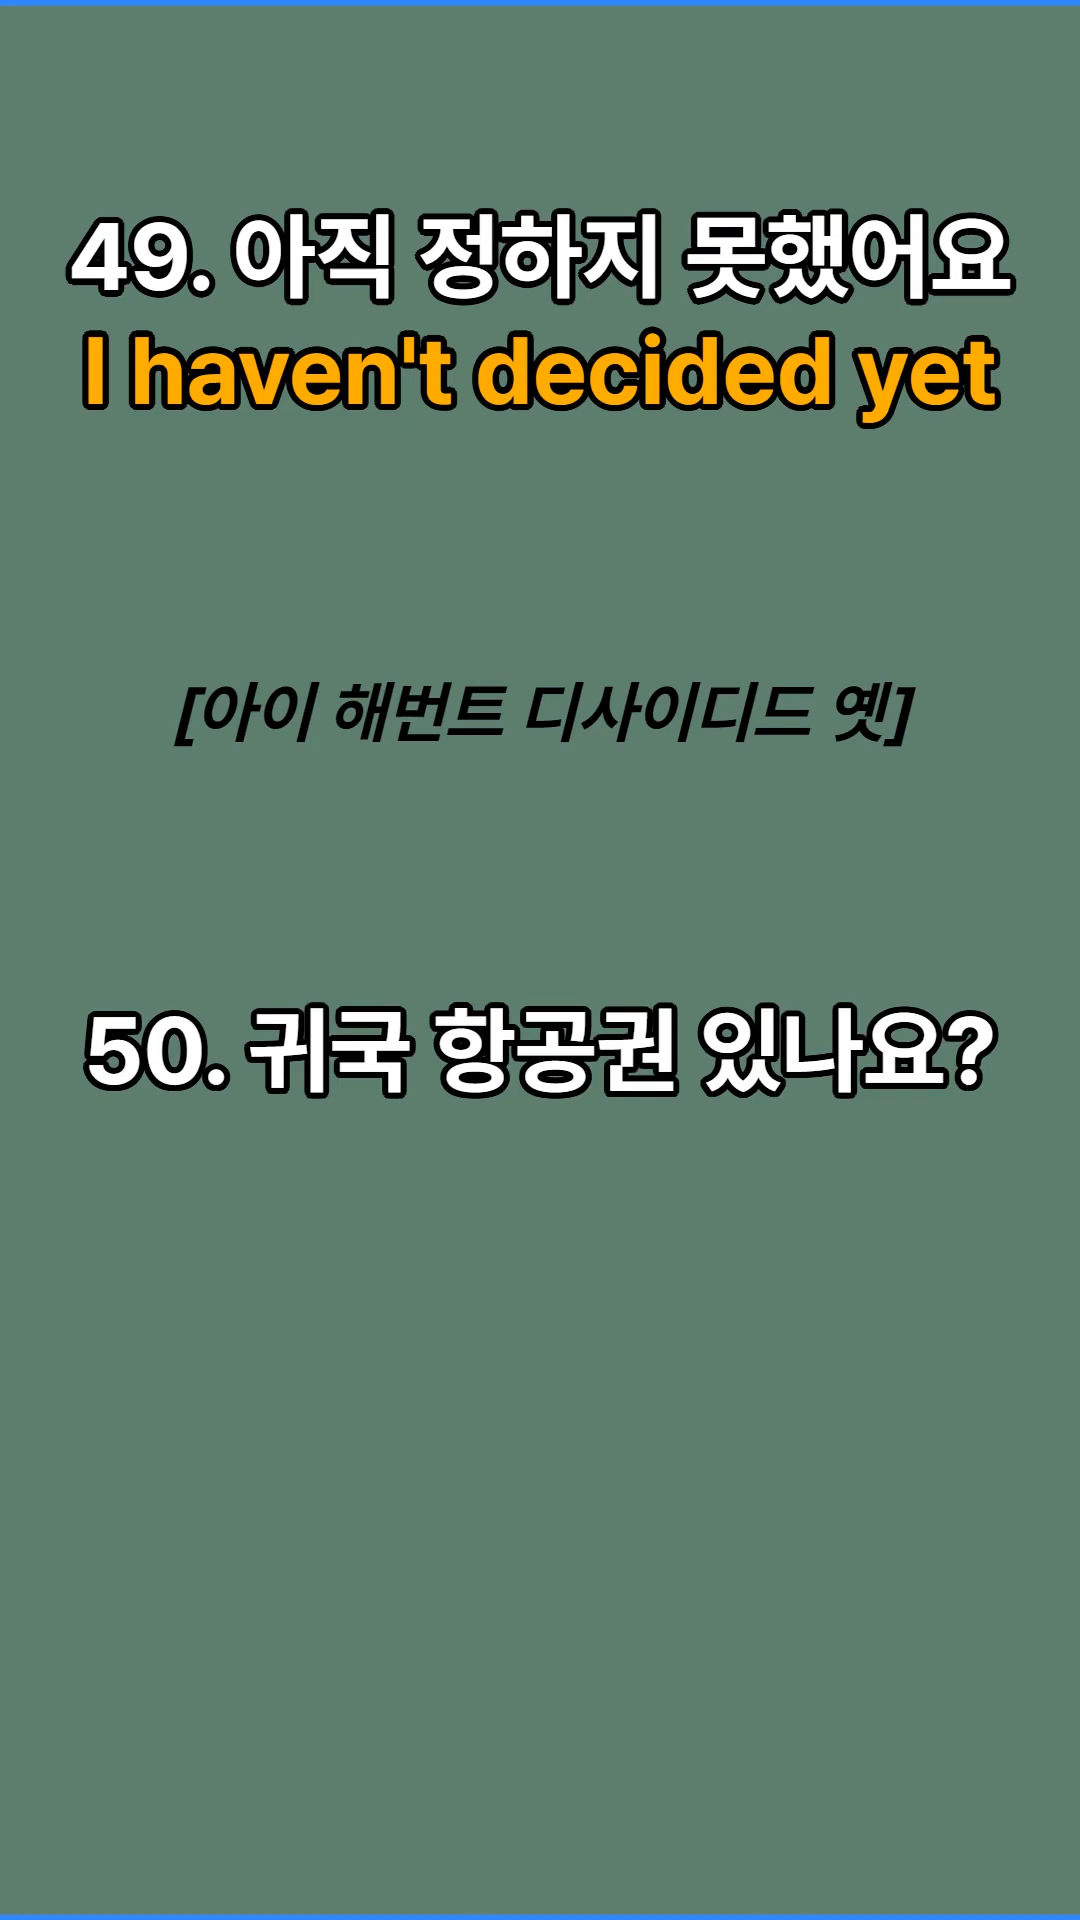 49. 아직 정하지 못했어요
I haven't decided yet
[아이 해번트 디사이디드 옛]
50. 귀국 항공권 있나요?